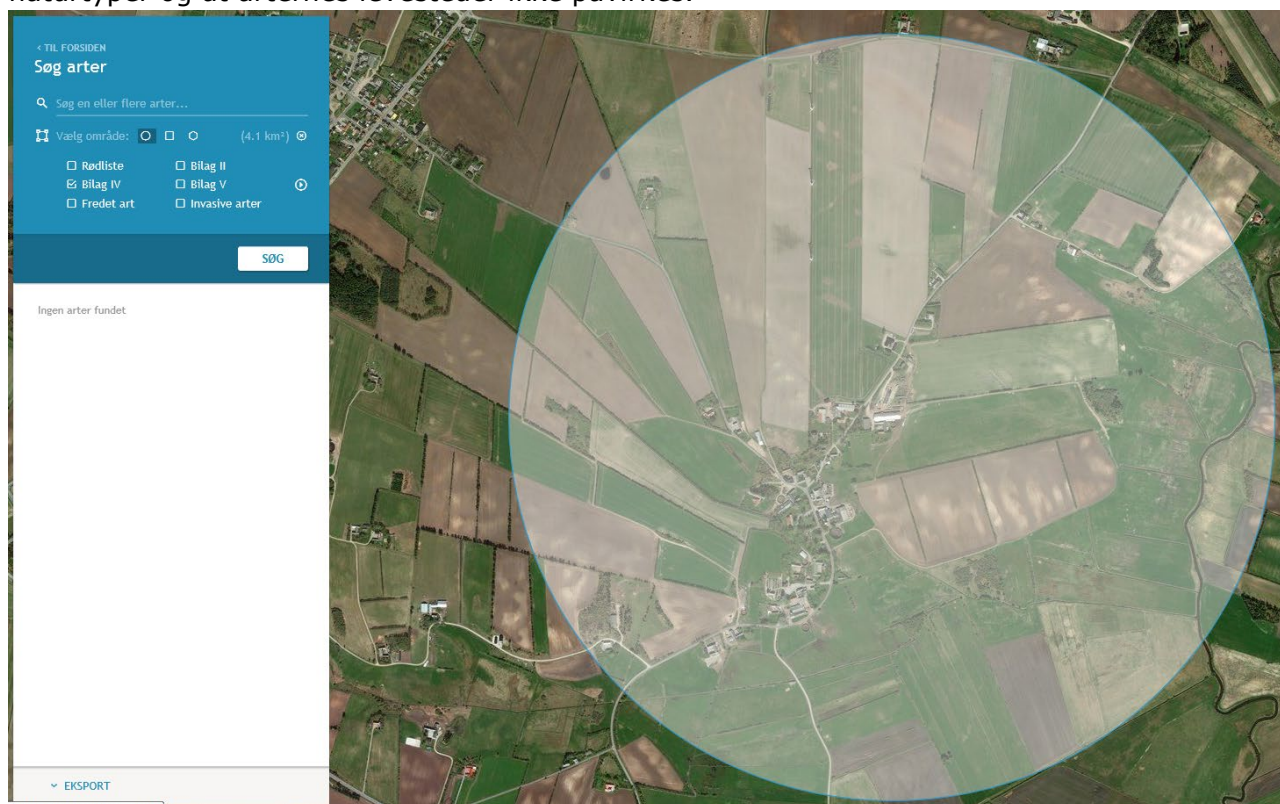 naturtyper og at arternes levesteder ikke påvirkes.
‹ TIL FORSIDEN
Søg arter
Søg en eller flere arter...
Vælg område: (4.1 km²)
Rødliste Bilag II
Bilag IV Bilag V
Fredet art Invasive arter
SØG
Ingen arter fundet
EKSPORT